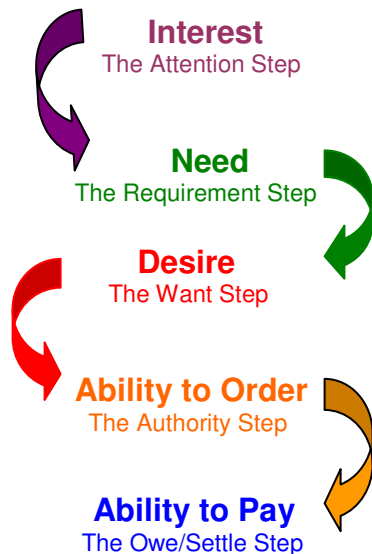 Interest
The Attention Step
Need
The Requirement Step
Desire
The Want Step
Ability to Order
The Authority Step
Ability to Pay
The Owe/Settle Step